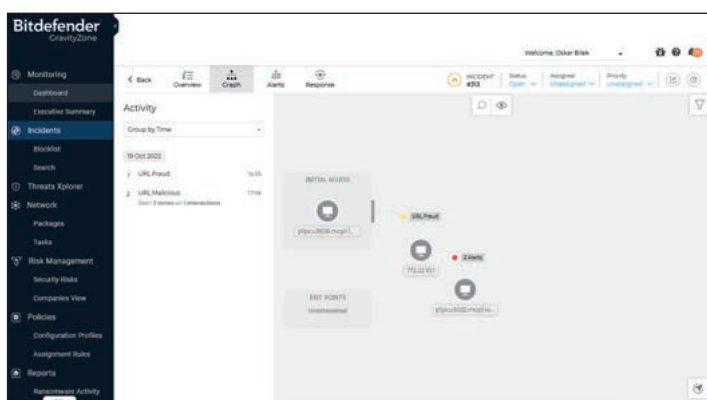 Bitdefender
GravityZone
Welcome, Oskar Bilek
Monitoring
Dashboard
Executive Summary
Incidents
Blocklist
Search
Threats Xplorer
Network
Packages
Tasks
Risk Management
Security Risks
Companies View
Policies
Configuration Profiles
Assignment Rules
Reports
Ransomware Activity
Back
Overview
Graph
Alerts
Response
INCIDENT
Status
Open
Assigned
Unassigned
Priority
Unassigned
Activity
Group by Time
19 Oct 2022
URL.Fraud
URL.Malicious
INITIAL ACCESS
URL.Fraud
2 Alerts
EXIT POINTS
Undetermined